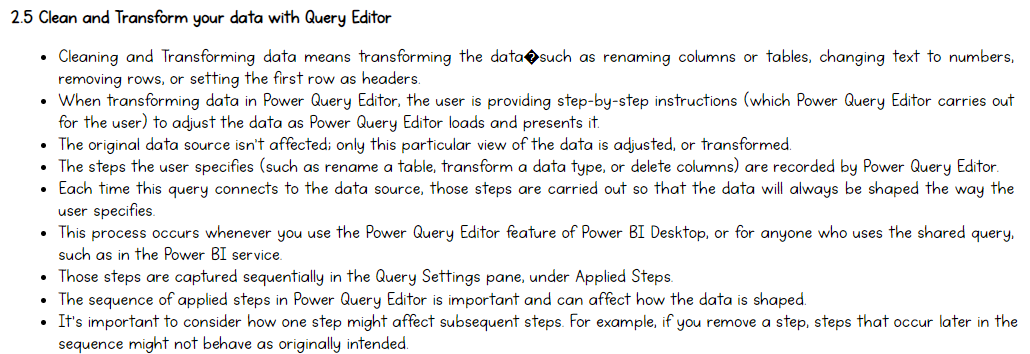 2.5 Clean and Transform your data with Query Editor
• Cleaning and Transforming data means transforming the data�such as renaming columns or tables, changing text to numbers,
removing rows, or setting the first row as headers.
• When transforming data in Power Query Editor, the user is providing step-by-step instructions (which Power Query Editor carries out
for the user) to adjust the data as Power Query Editor loads and presents it.
• The original data source isn't affected; only this particular view of the data is adjusted, or transformed.
• The steps the user specifies (such as rename a table, transform a data type, or delete columns) are recorded by Power Query Editor.
• Each time this query connects to the data source, those steps are carried out so that the data will always be shaped the way the
user specifies.
• This process occurs whenever you use the Power Query Editor feature of Power BI Desktop, or for anyone who uses the shared query,
such as in the Power BI service.
• Those steps are captured sequentially in the Query Settings pane, under Applied Steps.
• The sequence of applied steps in Power Query Editor is important and can affect how the data is shaped.
• It's important to consider how one step might affect subsequent steps. For example, if you remove a step, steps that occur later in the
sequence might not behave as originally intended.